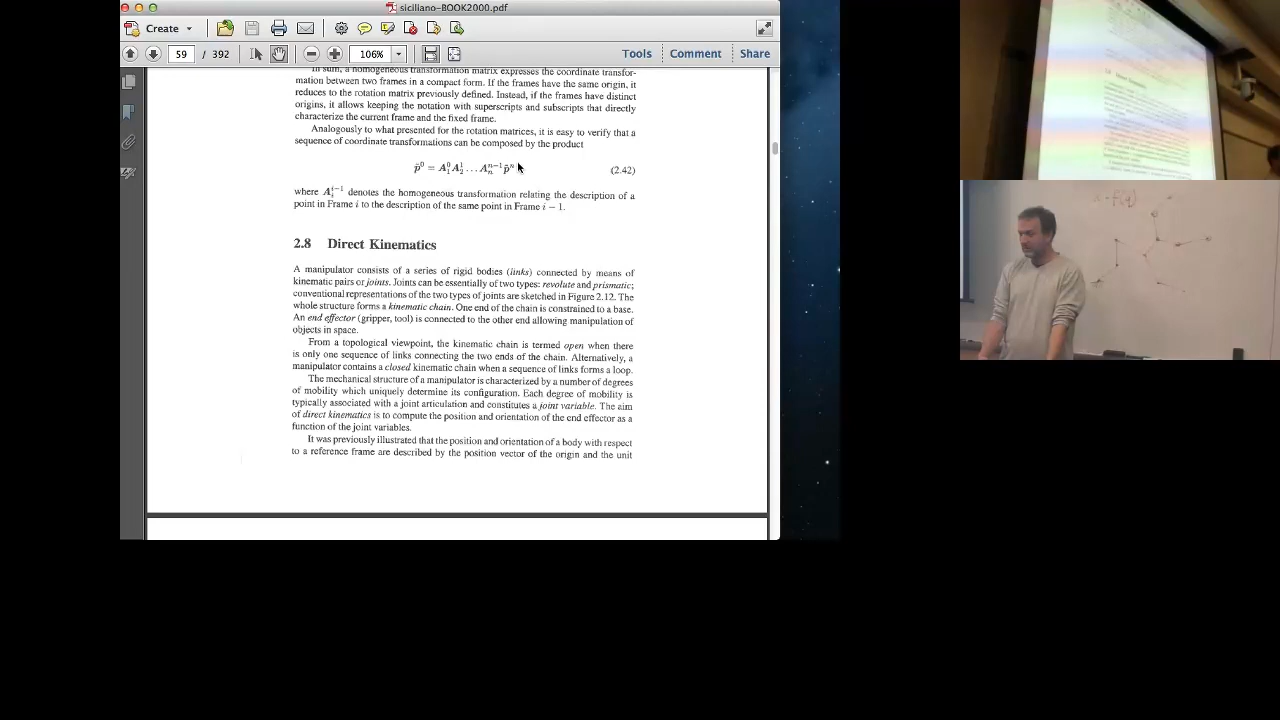 siciliano-BOOK2000.pdf
Create
59 / 392
106%
Tools Comment Share
In sum, a homogeneous transformation matrix expresses the coordinate transfor-
mation between two frames in a compact form. If the frames have the same origin, it
reduces to the rotation matrix previously defined. Instead, if the frames have distinct
origins, it allows keeping the notation with superscripts and subscripts that directly
characterize the current frame and the fixed frame.
Analogously to what presented for the rotation matrices, it is easy to verify that a
sequence of coordinate transformations can be composed by the product
p̃⁰ = A₁⁰A₂¹ . . . Aₙⁿ⁻¹p̃ⁿ (2.42)
where Aᵢⁱ⁻¹ denotes the homogeneous transformation relating the description of a
point in Frame i to the description of the same point in Frame i − 1.
2.8 Direct Kinematics
A manipulator consists of a series of rigid bodies (links) connected by means of
kinematic pairs or joints. Joints can be essentially of two types: revolute and prismatic;
conventional representations of the two types of joints are sketched in Figure 2.12. The
whole structure forms a kinematic chain. One end of the chain is constrained to a base.
An end effector (gripper, tool) is connected to the other end allowing manipulation of
objects in space.
From a topological viewpoint, the kinematic chain is termed open when there
is only one sequence of links connecting the two ends of the chain. Alternatively, a
manipulator contains a closed kinematic chain when a sequence of links forms a loop.
The mechanical structure of a manipulator is characterized by a number of degrees
of mobility which uniquely determine its configuration. Each degree of mobility is
typically associated with a joint articulation and constitutes a joint variable. The aim
of direct kinematics is to compute the position and orientation of the end effector as a
function of the joint variables.
It was previously illustrated that the position and orientation of a body with respect
to a reference frame are described by the position vector of the origin and the unit